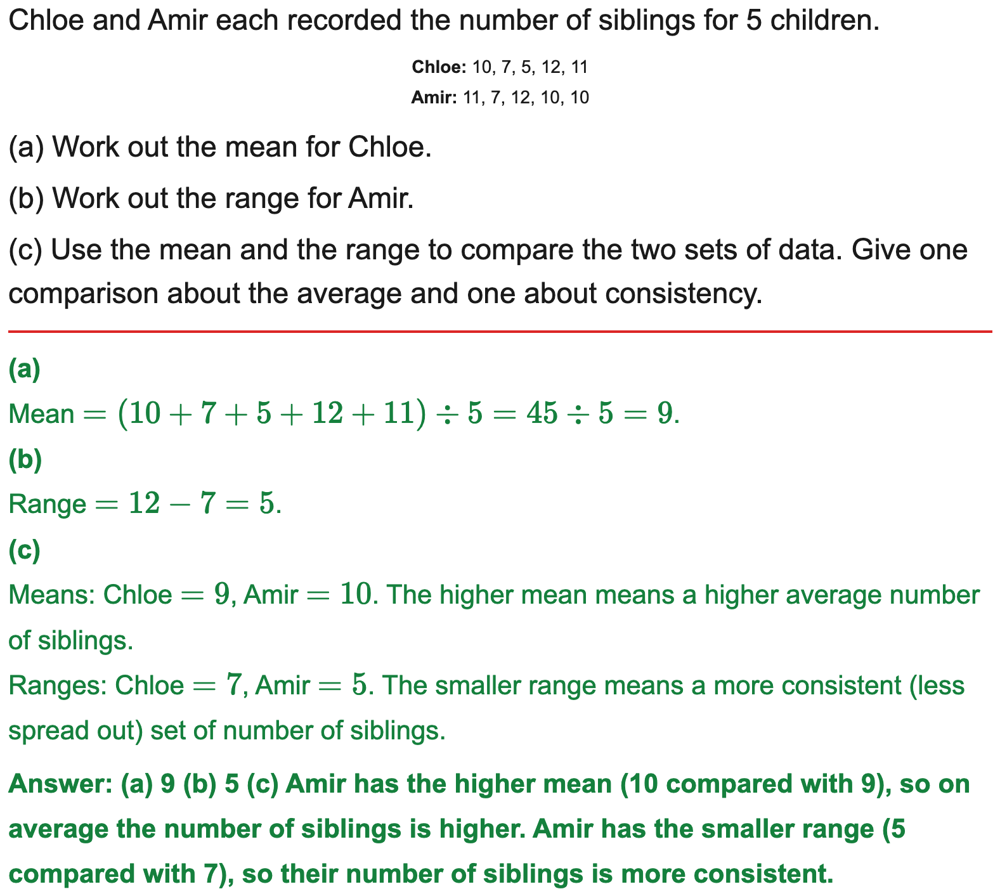 Chloe and Amir each recorded the number of siblings for 5 children.
Chloe: 10, 7, 5, 12, 11
Amir: 11, 7, 12, 10, 10
(a) Work out the mean for Chloe.
(b) Work out the range for Amir.
(c) Use the mean and the range to compare the two sets of data. Give one
comparison about the average and one about consistency.
(a)
Mean = (10 + 7 + 5 + 12 + 11) ÷ 5 = 45 ÷ 5 = 9.
(b)
Range = 12 − 7 = 5.
(c)
Means: Chloe = 9, Amir = 10. The higher mean means a higher average number
of siblings.
Ranges: Chloe = 7, Amir = 5. The smaller range means a more consistent (less
spread out) set of number of siblings.
Answer: (a) 9 (b) 5 (c) Amir has the higher mean (10 compared with 9), so on
average the number of siblings is higher. Amir has the smaller range (5
compared with 7), so their number of siblings is more consistent.